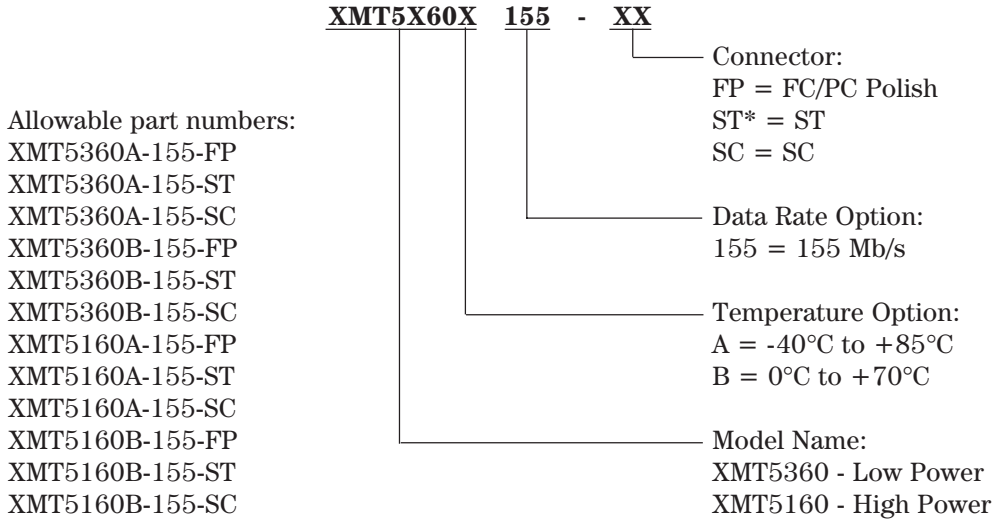 XMT5X60X 155 - XX
Connector:
FP = FC/PC Polish
ST* = ST
SC = SC
Allowable part numbers:
XMT5360A-155-FP
XMT5360A-155-ST
XMT5360A-155-SC
XMT5360B-155-FP
XMT5360B-155-ST
XMT5360B-155-SC
XMT5160A-155-FP
XMT5160A-155-ST
XMT5160A-155-SC
XMT5160B-155-FP
XMT5160B-155-ST
XMT5160B-155-SC
Data Rate Option:
155 = 155 Mb/s
Temperature Option:
A = -40°C to +85°C
B = 0°C to +70°C
Model Name:
XMT5360 - Low Power
XMT5160 - High Power